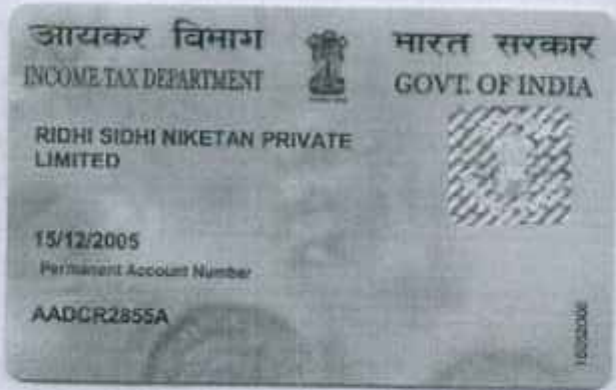 आयकर विभाग
INCOME TAX DEPARTMENT
भारत सरकार
GOVT. OF INDIA
RIDHI SIDHI NIKETAN PRIVATE
LIMITED
15/12/2005
Permanent Account Number
AADCR2855A